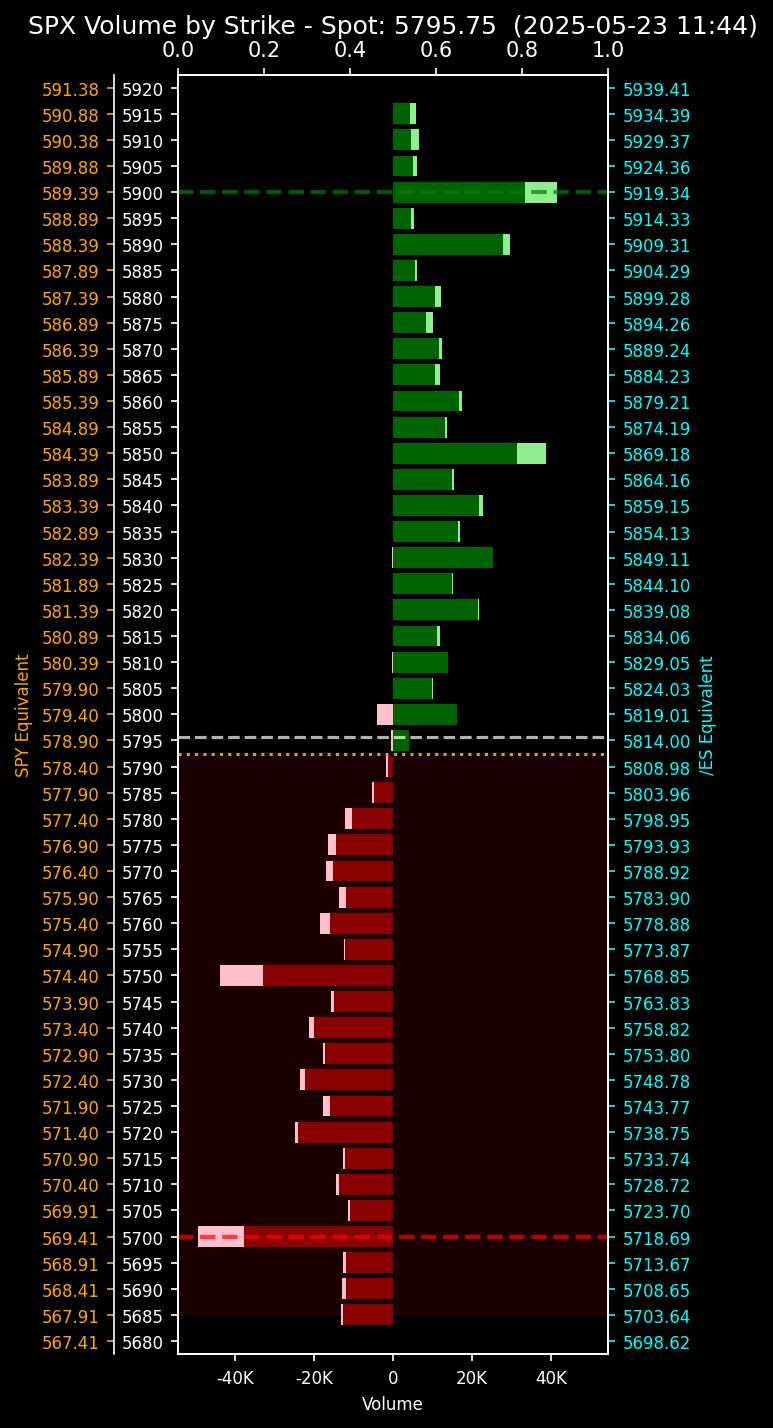 SPX Volume by Strike - Spot: 5795.75 (2025-05-23 11:44)
0.0 0.2 0.4 0.6 0.8 1.0
591.38 5920 5939.41
590.88 5915 5934.39
590.38 5910 5929.37
589.88 5905 5924.36
589.39 5900 5919.34
588.89 5895 5914.33
588.39 5890 5909.31
587.89 5885 5904.29
587.39 5880 5899.28
586.89 5875 5894.26
586.39 5870 5889.24
585.89 5865 5884.23
585.39 5860 5879.21
584.89 5855 5874.19
584.39 5850 5869.18
583.89 5845 5864.16
583.39 5840 5859.15
582.89 5835 5854.13
582.39 5830 5849.11
581.89 5825 5844.10
581.39 5820 5839.08
580.89 5815 5834.06
580.39 5810 5829.05
579.90 5805 5824.03
579.40 5800 5819.01
578.90 5795 5814.00
578.40 5790 5808.98
577.90 5785 5803.96
577.40 5780 5798.95
576.90 5775 5793.93
576.40 5770 5788.92
575.90 5765 5783.90
575.40 5760 5778.88
574.90 5755 5773.87
574.40 5750 5768.85
573.90 5745 5763.83
573.40 5740 5758.82
572.90 5735 5753.80
572.40 5730 5748.78
571.90 5725 5743.77
571.40 5720 5738.75
570.90 5715 5733.74
570.40 5710 5728.72
569.91 5705 5723.70
569.41 5700 5718.69
568.91 5695 5713.67
568.41 5690 5708.65
567.91 5685 5703.64
567.41 5680 5698.62
SPY Equivalent
/ES Equivalent
-40K -20K 0 20K 40K
Volume